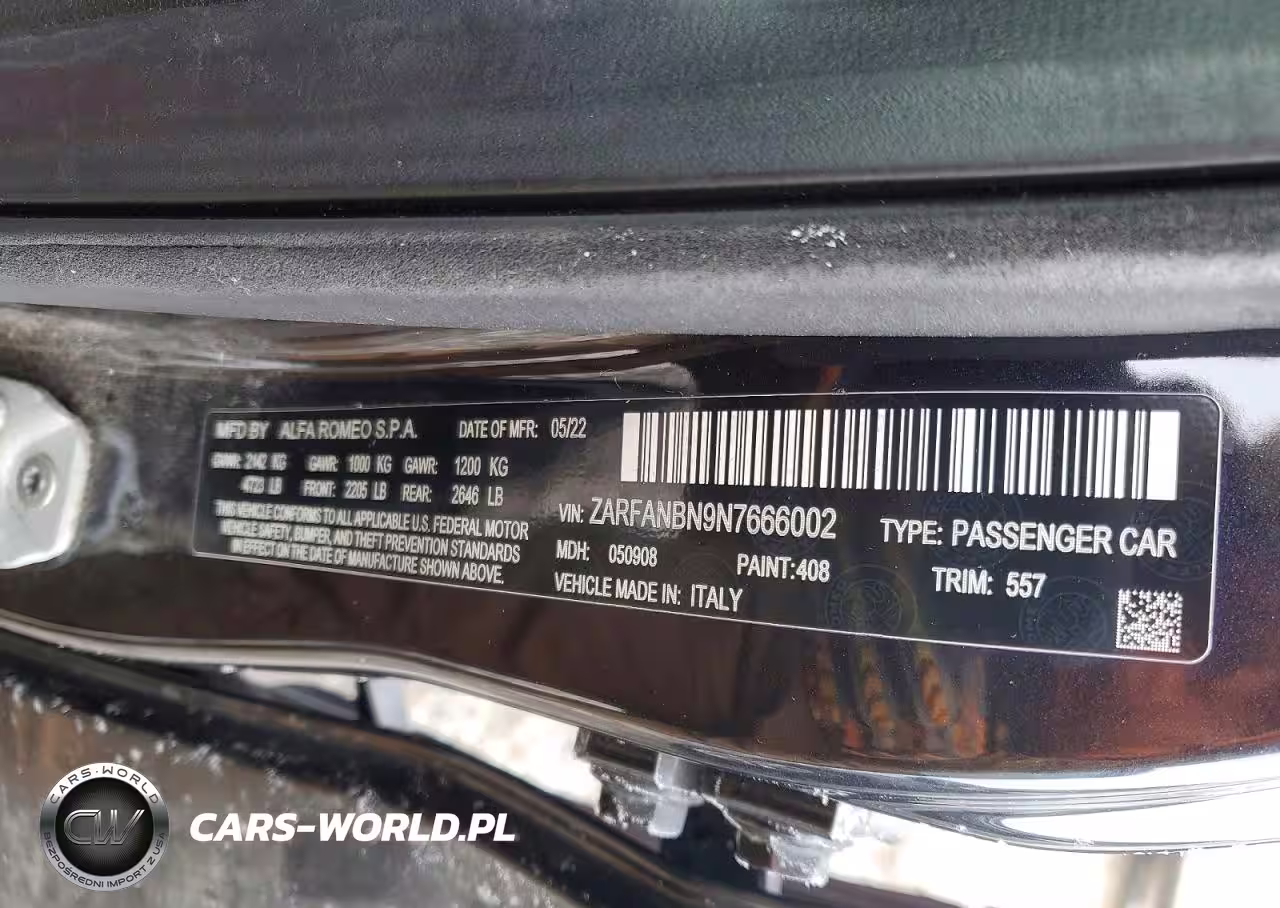 MFD BY ALFA ROMEO S.P.A. DATE OF MFR: 05/22
GVWR: 2142 KG GAWR: 1000 KG GAWR: 1200 KG
LB FRONT: 2205 LB REAR: 2646 LB
THIS VEHICLE CONFORMS TO ALL APPLICABLE U.S. FEDERAL MOTOR
VEHICLE SAFETY, BUMPER, AND THEFT PREVENTION STANDARDS
IN EFFECT ON THE DATE OF MANUFACTURE SHOWN ABOVE.
VIN: ZARFANBN9N7666002 TYPE: PASSENGER CAR
MDH: 050908 PAINT:408 TRIM: 557
VEHICLE MADE IN: ITALY
CARS-WORLD
CW
BEZPOŚREDNI IMPORT Z USA
CARS-WORLD.PL